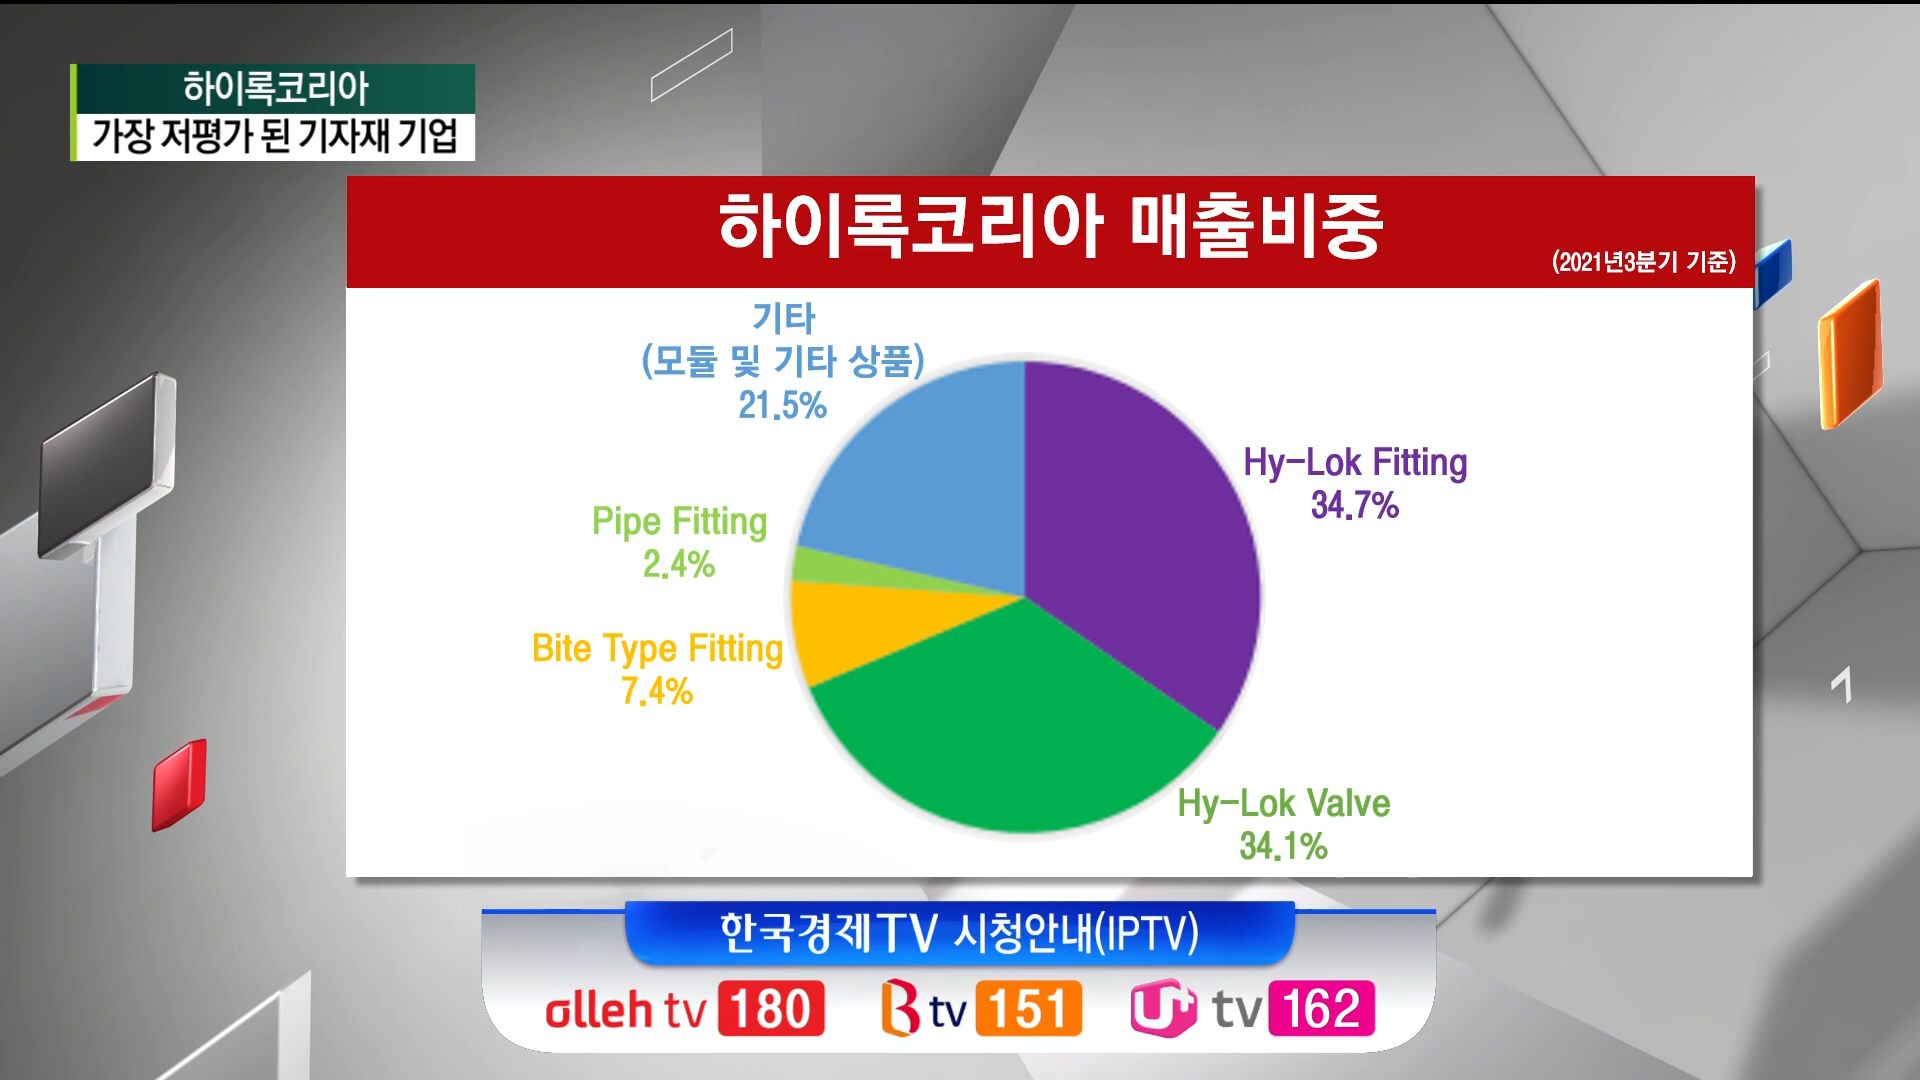 하이록코리아
가장 저평가 된 기자재 기업
하이록코리아 매출비중
(2021년3분기 기준)
기타
(모듈 및 기타 상품)
21.5%
Hy-Lok Fitting
34.7%
Pipe Fitting
2.4%
Bite Type Fitting
7.4%
Hy-Lok Valve
34.1%
한국경제TV 시청안내(IPTV)
olleh tv 180 B tv 151 U+ tv 162